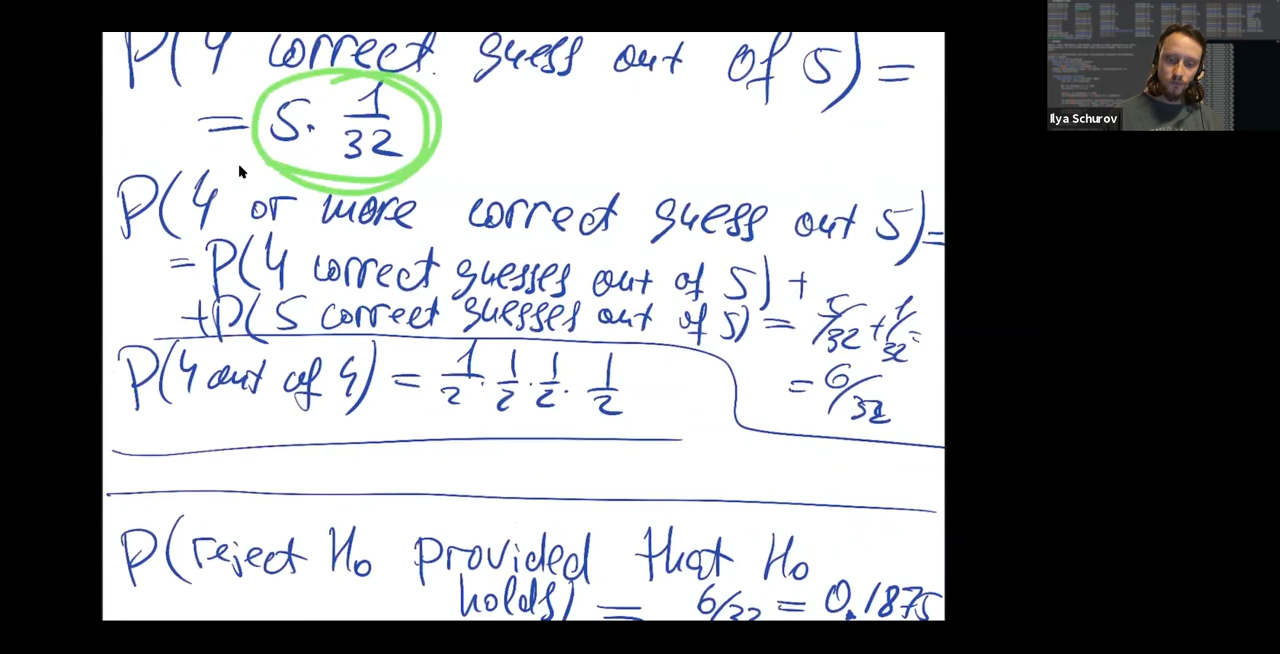 P(4 correct guess out of 5) =
= 5 · 1/32
P(4 or more correct guess out 5) =
= P(4 correct guesses out of 5) +
+ P(5 correct guesses out of 5) = 5/32 + 1/32 =
= 6/32
P(4 out of 4) = 1/2 · 1/2 · 1/2 · 1/2
P(reject H₀ provided that H₀
holds) = 6/32 = 0.1875
Ilya Schurov